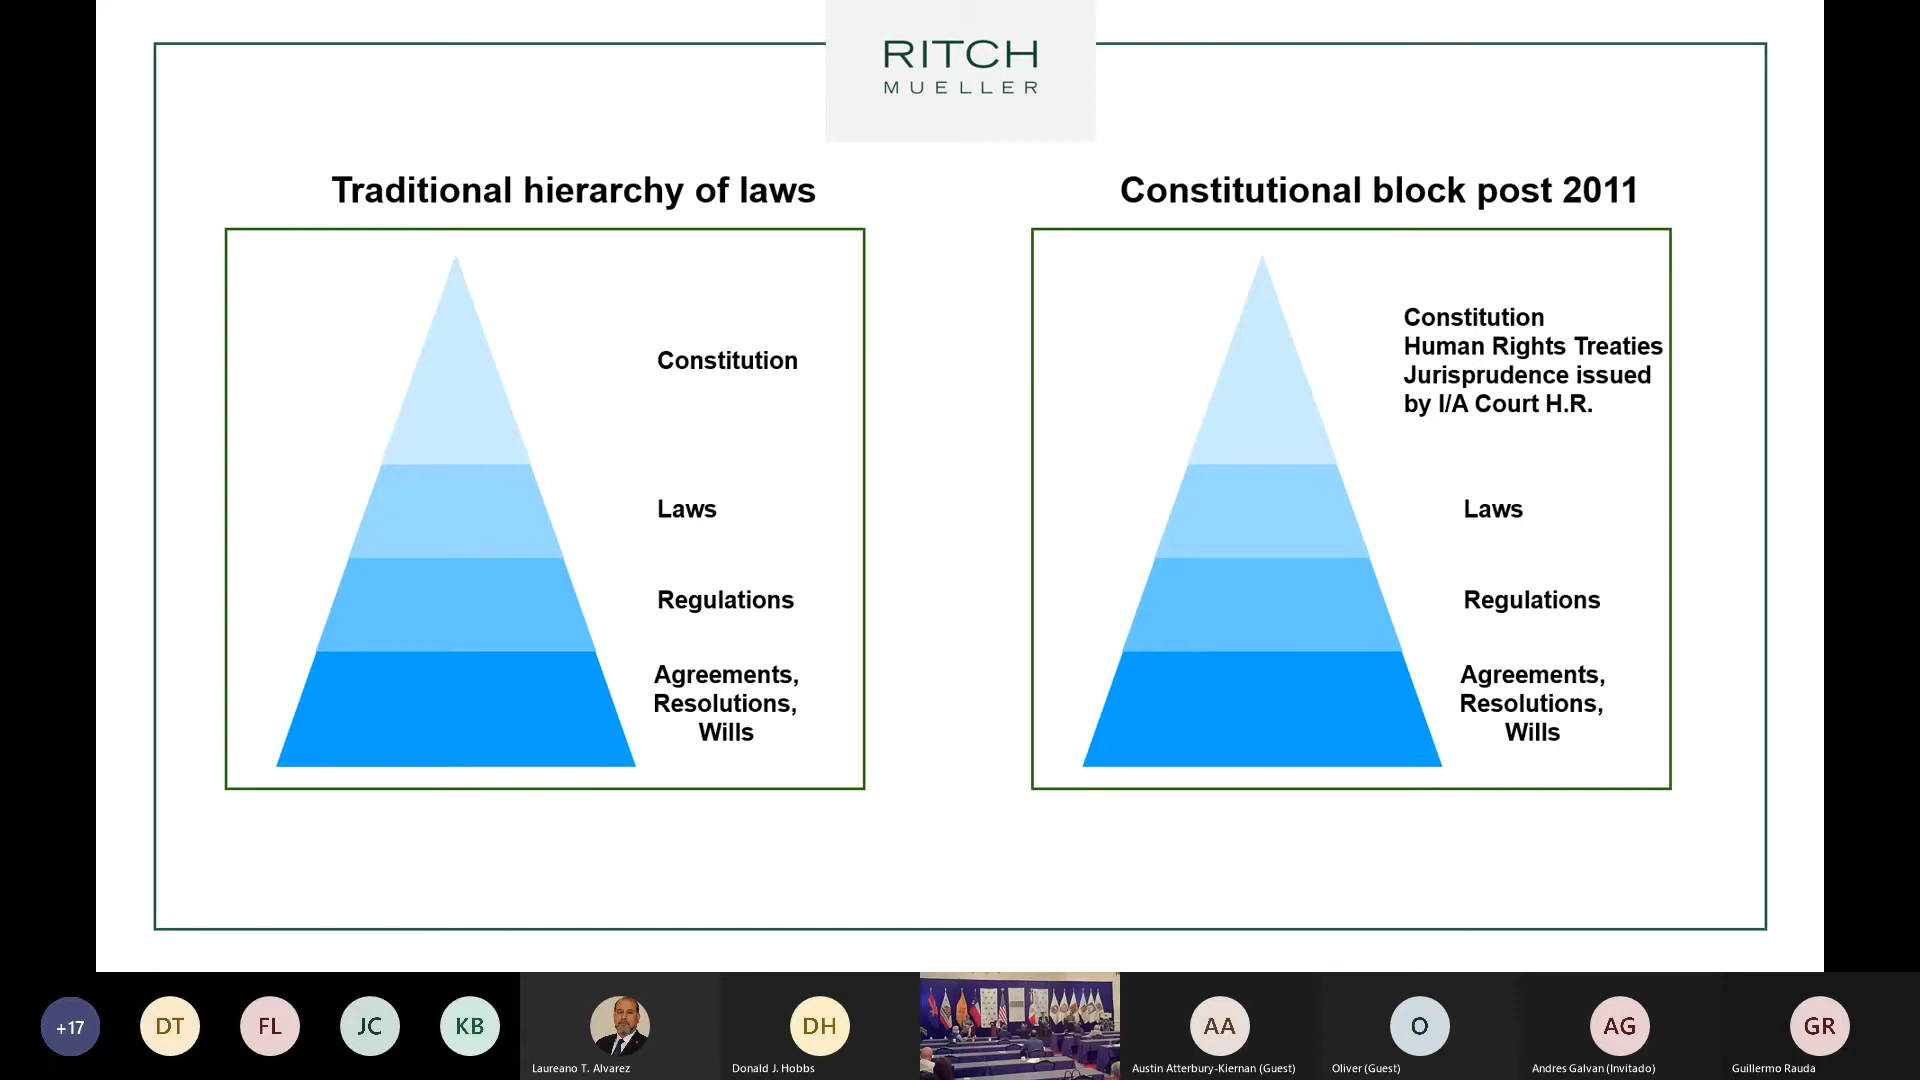 RITCH
MUELLER
Traditional hierarchy of laws
Constitution
Laws
Regulations
Agreements,
Resolutions,
Wills
Constitutional block post 2011
Constitution
Human Rights Treaties
Jurisprudence issued
by I/A Court H.R.
Laws
Regulations
Agreements,
Resolutions,
Wills
+17
DT
FL
JC
KB
Laureano T. Alvarez
DH
Donald J. Hobbs
AA
Austin Atterbury-Kiernan (Guest)
O
Oliver (Guest)
AG
Andres Galvan (Invitado)
GR
Guillermo Rauda